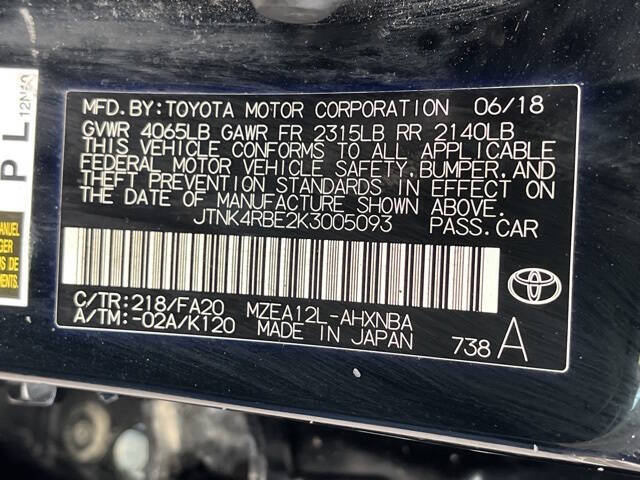 MFD.BY:TOYOTA MOTOR CORPORATION 06/18
GVWR 4065LB GAWR FR 2315LB RR 2140LB
THIS VEHICLE CONFORMS TO ALL APPLICABLE
FEDERAL MOTOR VEHICLE SAFETY,BUMPER,AND
THEFT PREVENTION STANDARDS IN EFFECT ON
THE DATE OF MANUFACTURE SHOWN ABOVE.
JTNK4RBE2K3005093 PASS.CAR
C/TR:218/FA20 MZEA12L-AHXNBA
A/TM:-02A/K120 MADE IN JAPAN 738 A
P L